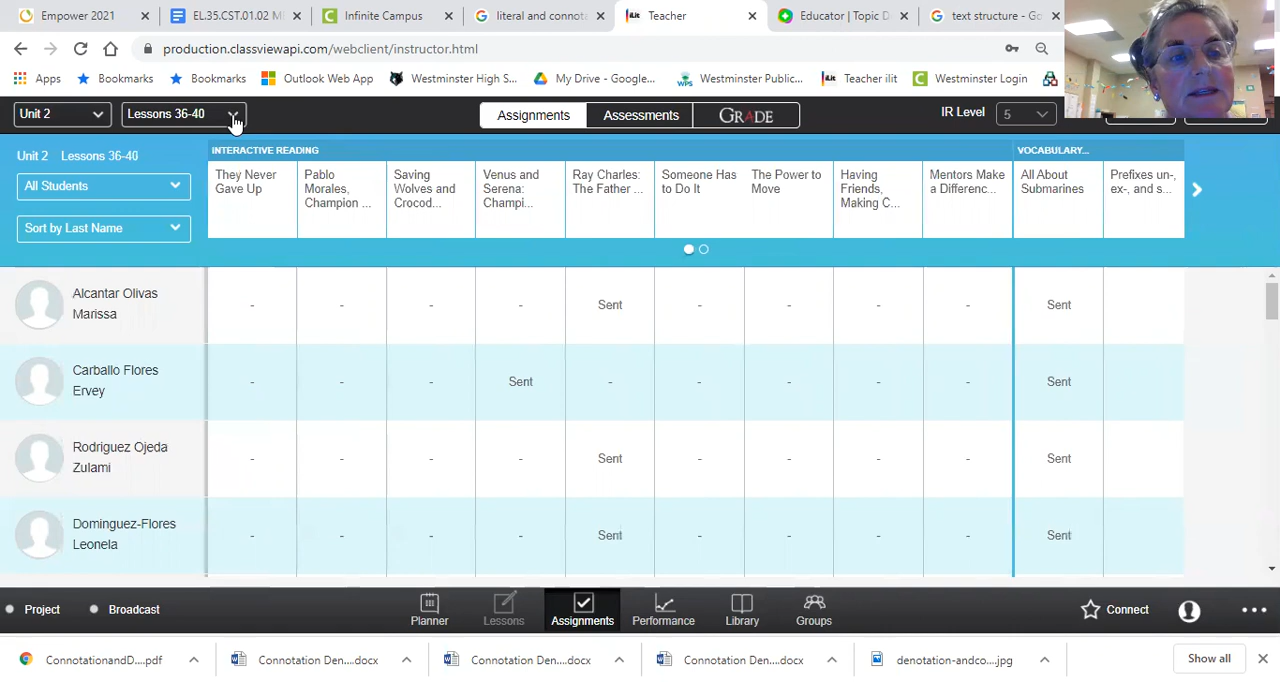 Empower 2021
EL.35.CST.01.02 Mi
Infinite Campus
literal and connota
Teacher
Educator | Topic D
text structure - Go
production.classviewapi.com/webclient/instructor.html
Apps
Bookmarks
Bookmarks
Outlook Web App
Westminster High S...
My Drive - Google...
Westminster Public...
Teacher ilit
Westminster Login
Unit 2
Lessons 36-40
Assignments
Assessments
GRADE
IR Level
5
Unit 2 Lessons 36-40
All Students
Sort by Last Name
INTERACTIVE READING
VOCABULARY...
They Never
Gave Up
Pablo
Morales,
Champion ...
Saving
Wolves and
Crocod...
Venus and
Serena:
Champi...
Ray Charles:
The Father ...
Someone Has
to Do It
The Power to
Move
Having
Friends,
Making C...
Mentors Make
a Differenc...
All About
Submarines
Prefixes un-,
ex-, and s...
Alcantar Olivas
Marissa
- - - - Sent - - - - Sent
Carballo Flores
Ervey
- - - Sent - - - - - Sent
Rodriguez Ojeda
Zulami
- - - - Sent - - - - Sent
Dominguez-Flores
Leonela
- - - - Sent - - - - Sent
Project
Broadcast
Planner
Lessons
Assignments
Performance
Library
Groups
Connect
ConnotationandD....pdf
Connotation Den....docx
Connotation Den....docx
Connotation Den....docx
denotation-andco....jpg
Show all